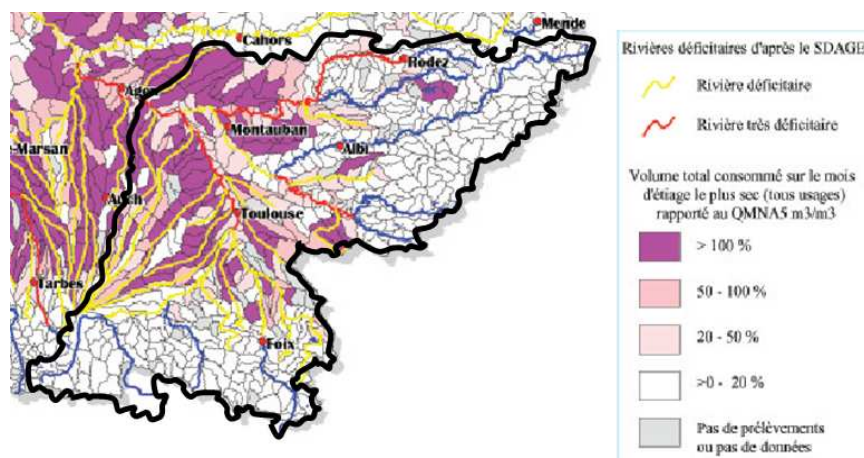 Mende
Cahors
Rodez
Agen
Montauban
e-Marsan
Albi
Auch
Toulouse
Tarbes
Foix
Rivières déficitaires d'après le SDAGE
Rivière déficitaire
Rivière très déficitaire
Volume total consommé sur le mois
d'étiage le plus sec (tous usages)
rapporté au QMNA5 m3/m3
> 100 %
50 - 100 %
20 - 50 %
>0 - 20 %
Pas de prélèvements
ou pas de données